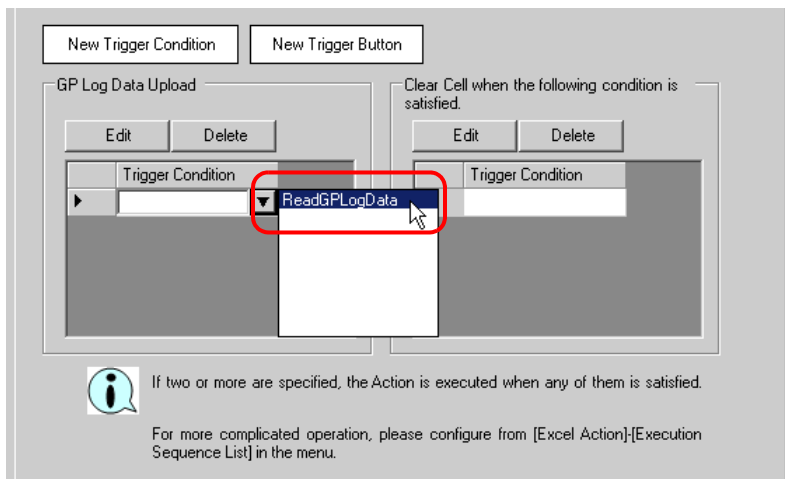 New Trigger Condition
New Trigger Button
GP Log Data Upload
Edit
Delete
Trigger Condition
ReadGPLogData
Clear Cell when the following condition is
satisfied.
Edit
Delete
Trigger Condition
If two or more are specified, the Action is executed when any of them is satisfied.
For more complicated operation, please configure from [Excel Action]-[Execution
Sequence List] in the menu.